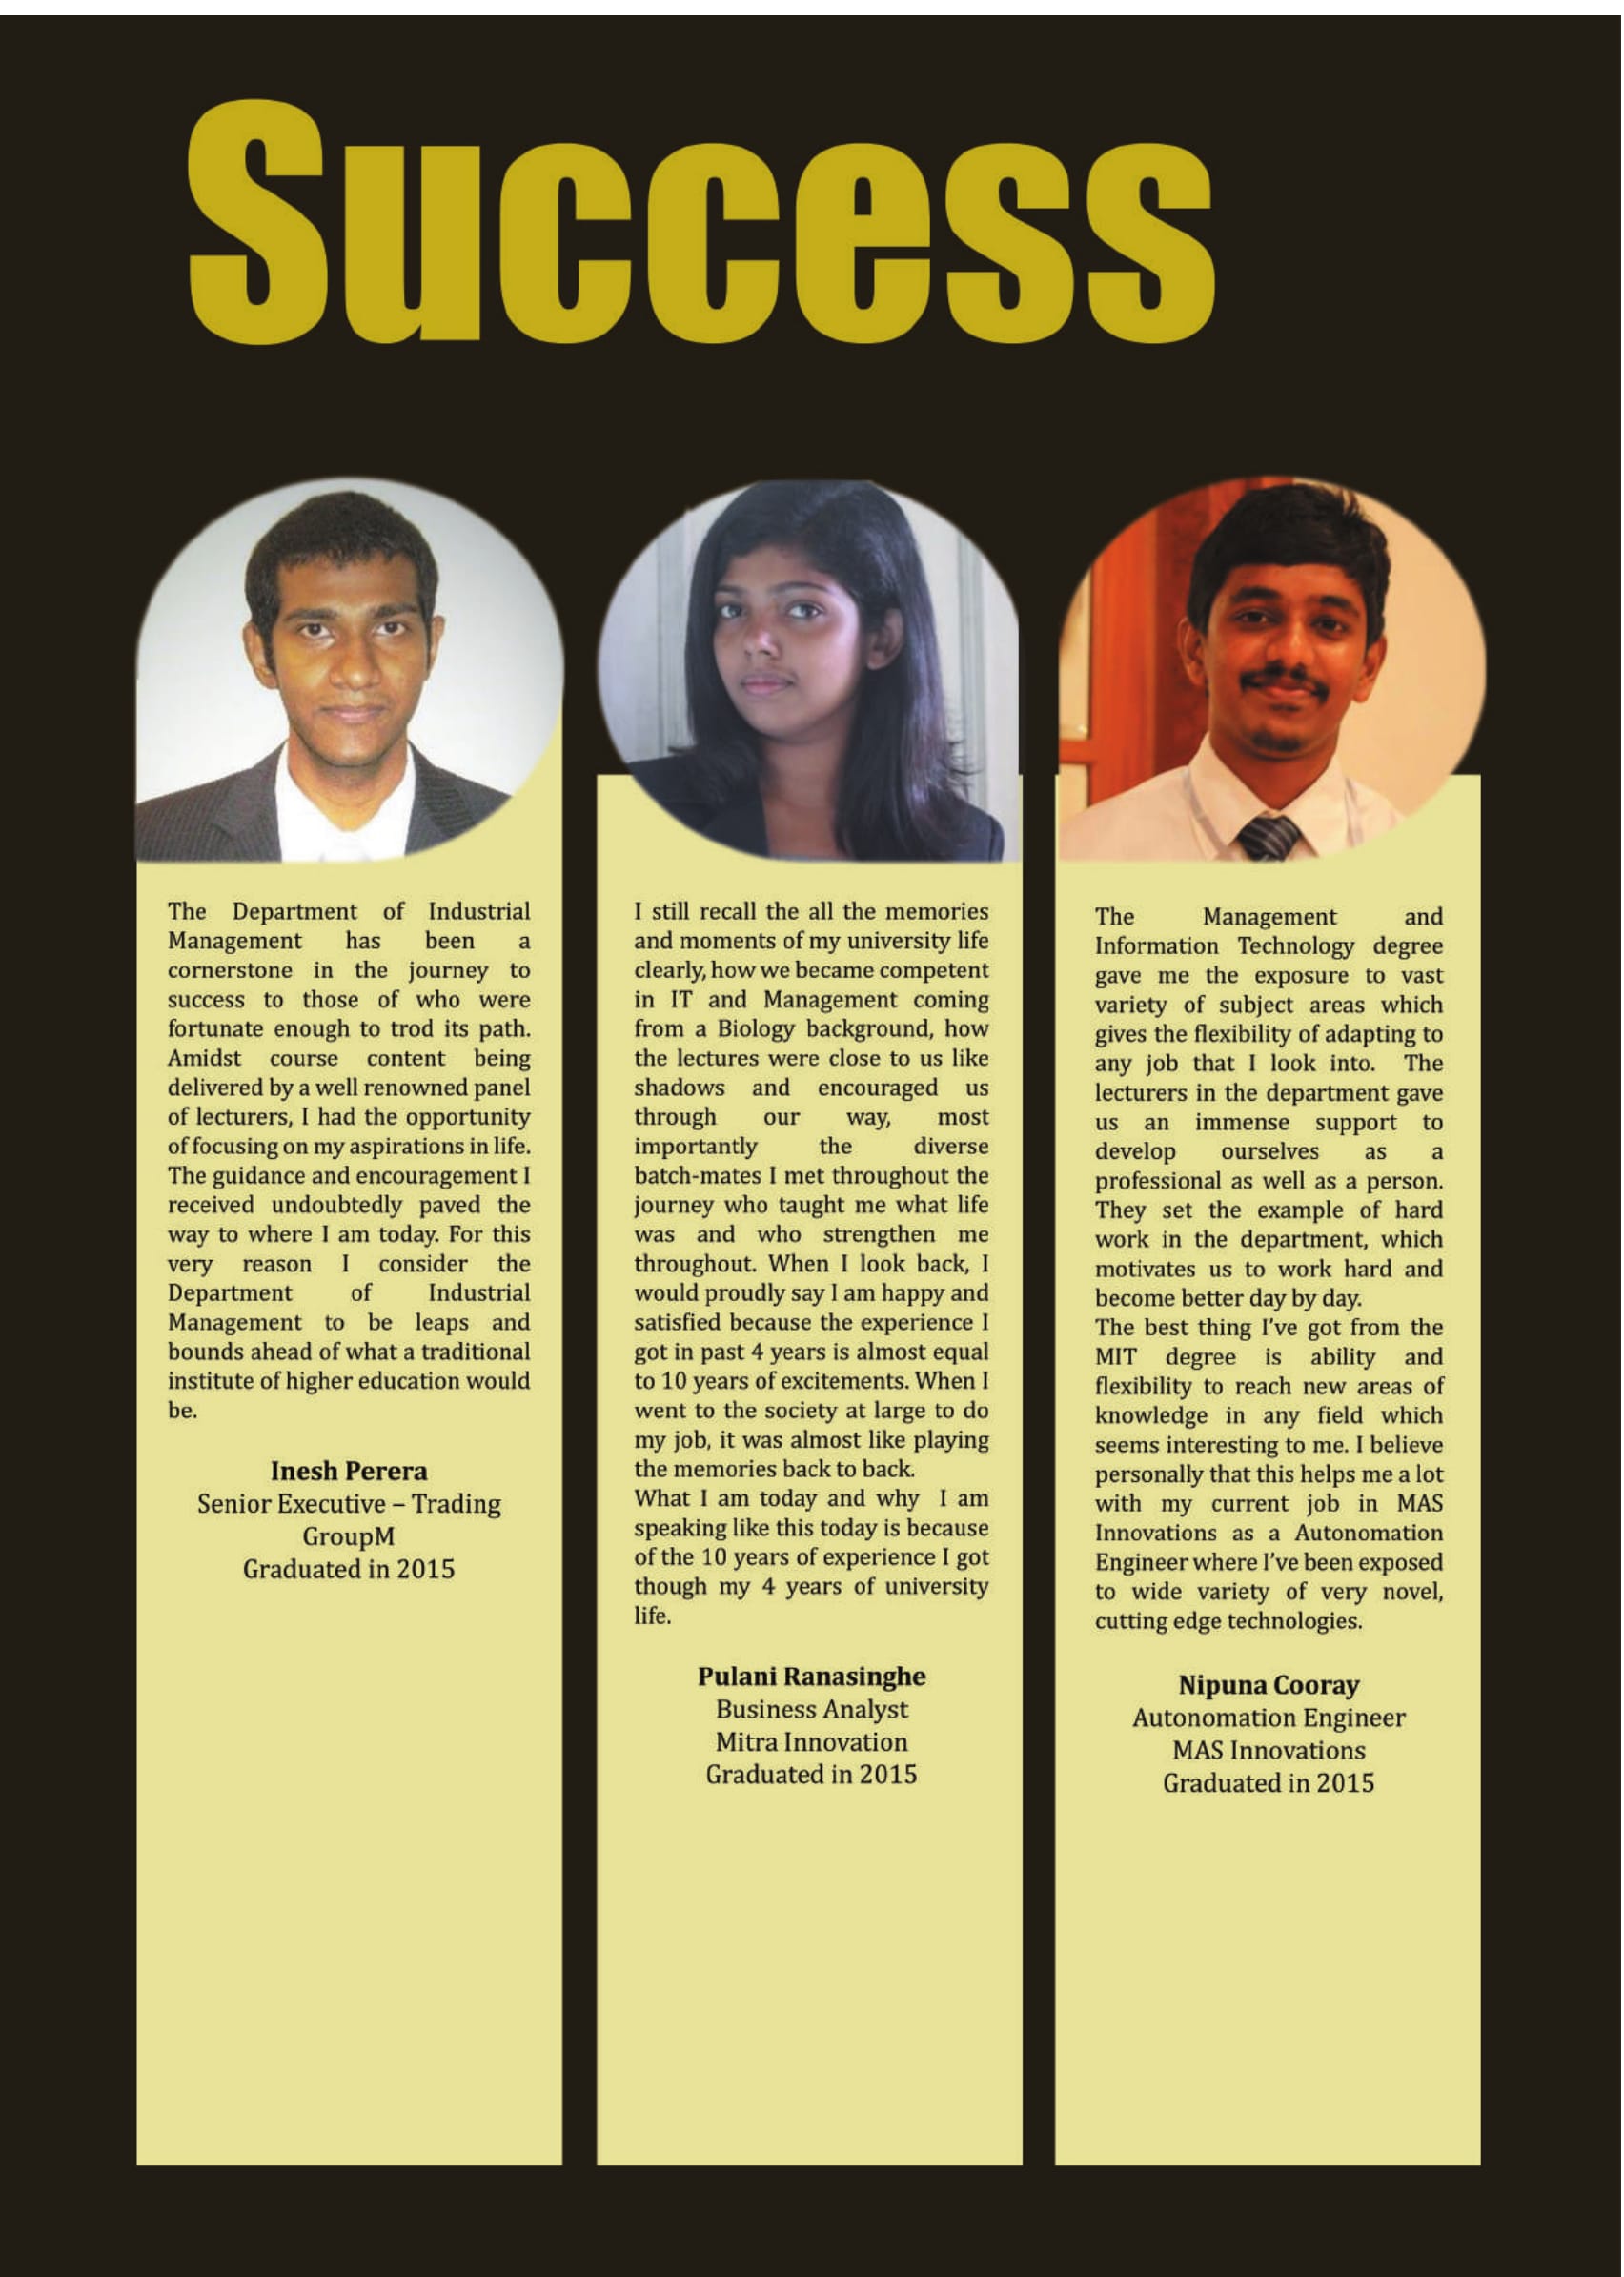 Success
The Department of Industrial
Management has been a
cornerstone in the journey to
success to those of who were
fortunate enough to trod its path.
Amidst course content being
delivered by a well renowned panel
of lecturers, I had the opportunity
of focusing on my aspirations in life.
The guidance and encouragement I
received undoubtedly paved the
way to where I am today. For this
very reason I consider the
Department of Industrial
Management to be leaps and
bounds ahead of what a traditional
institute of higher education would
be.
Inesh Perera
Senior Executive – Trading
GroupM
Graduated in 2015
I still recall the all the memories
and moments of my university life
clearly, how we became competent
in IT and Management coming
from a Biology background, how
the lectures were close to us like
shadows and encouraged us
through our way, most
importantly the diverse
batch-mates I met throughout the
journey who taught me what life
was and who strengthen me
throughout. When I look back, I
would proudly say I am happy and
satisfied because the experience I
got in past 4 years is almost equal
to 10 years of excitements. When I
went to the society at large to do
my job, it was almost like playing
the memories back to back.
What I am today and why I am
speaking like this today is because
of the 10 years of experience I got
though my 4 years of university
life.
Pulani Ranasinghe
Business Analyst
Mitra Innovation
Graduated in 2015
The Management and
Information Technology degree
gave me the exposure to vast
variety of subject areas which
gives the flexibility of adapting to
any job that I look into. The
lecturers in the department gave
us an immense support to
develop ourselves as a
professional as well as a person.
They set the example of hard
work in the department, which
motivates us to work hard and
become better day by day.
The best thing I've got from the
MIT degree is ability and
flexibility to reach new areas of
knowledge in any field which
seems interesting to me. I believe
personally that this helps me a lot
with my current job in MAS
Innovations as a Autonomation
Engineer where I've been exposed
to wide variety of very novel,
cutting edge technologies.
Nipuna Cooray
Autonomation Engineer
MAS Innovations
Graduated in 2015